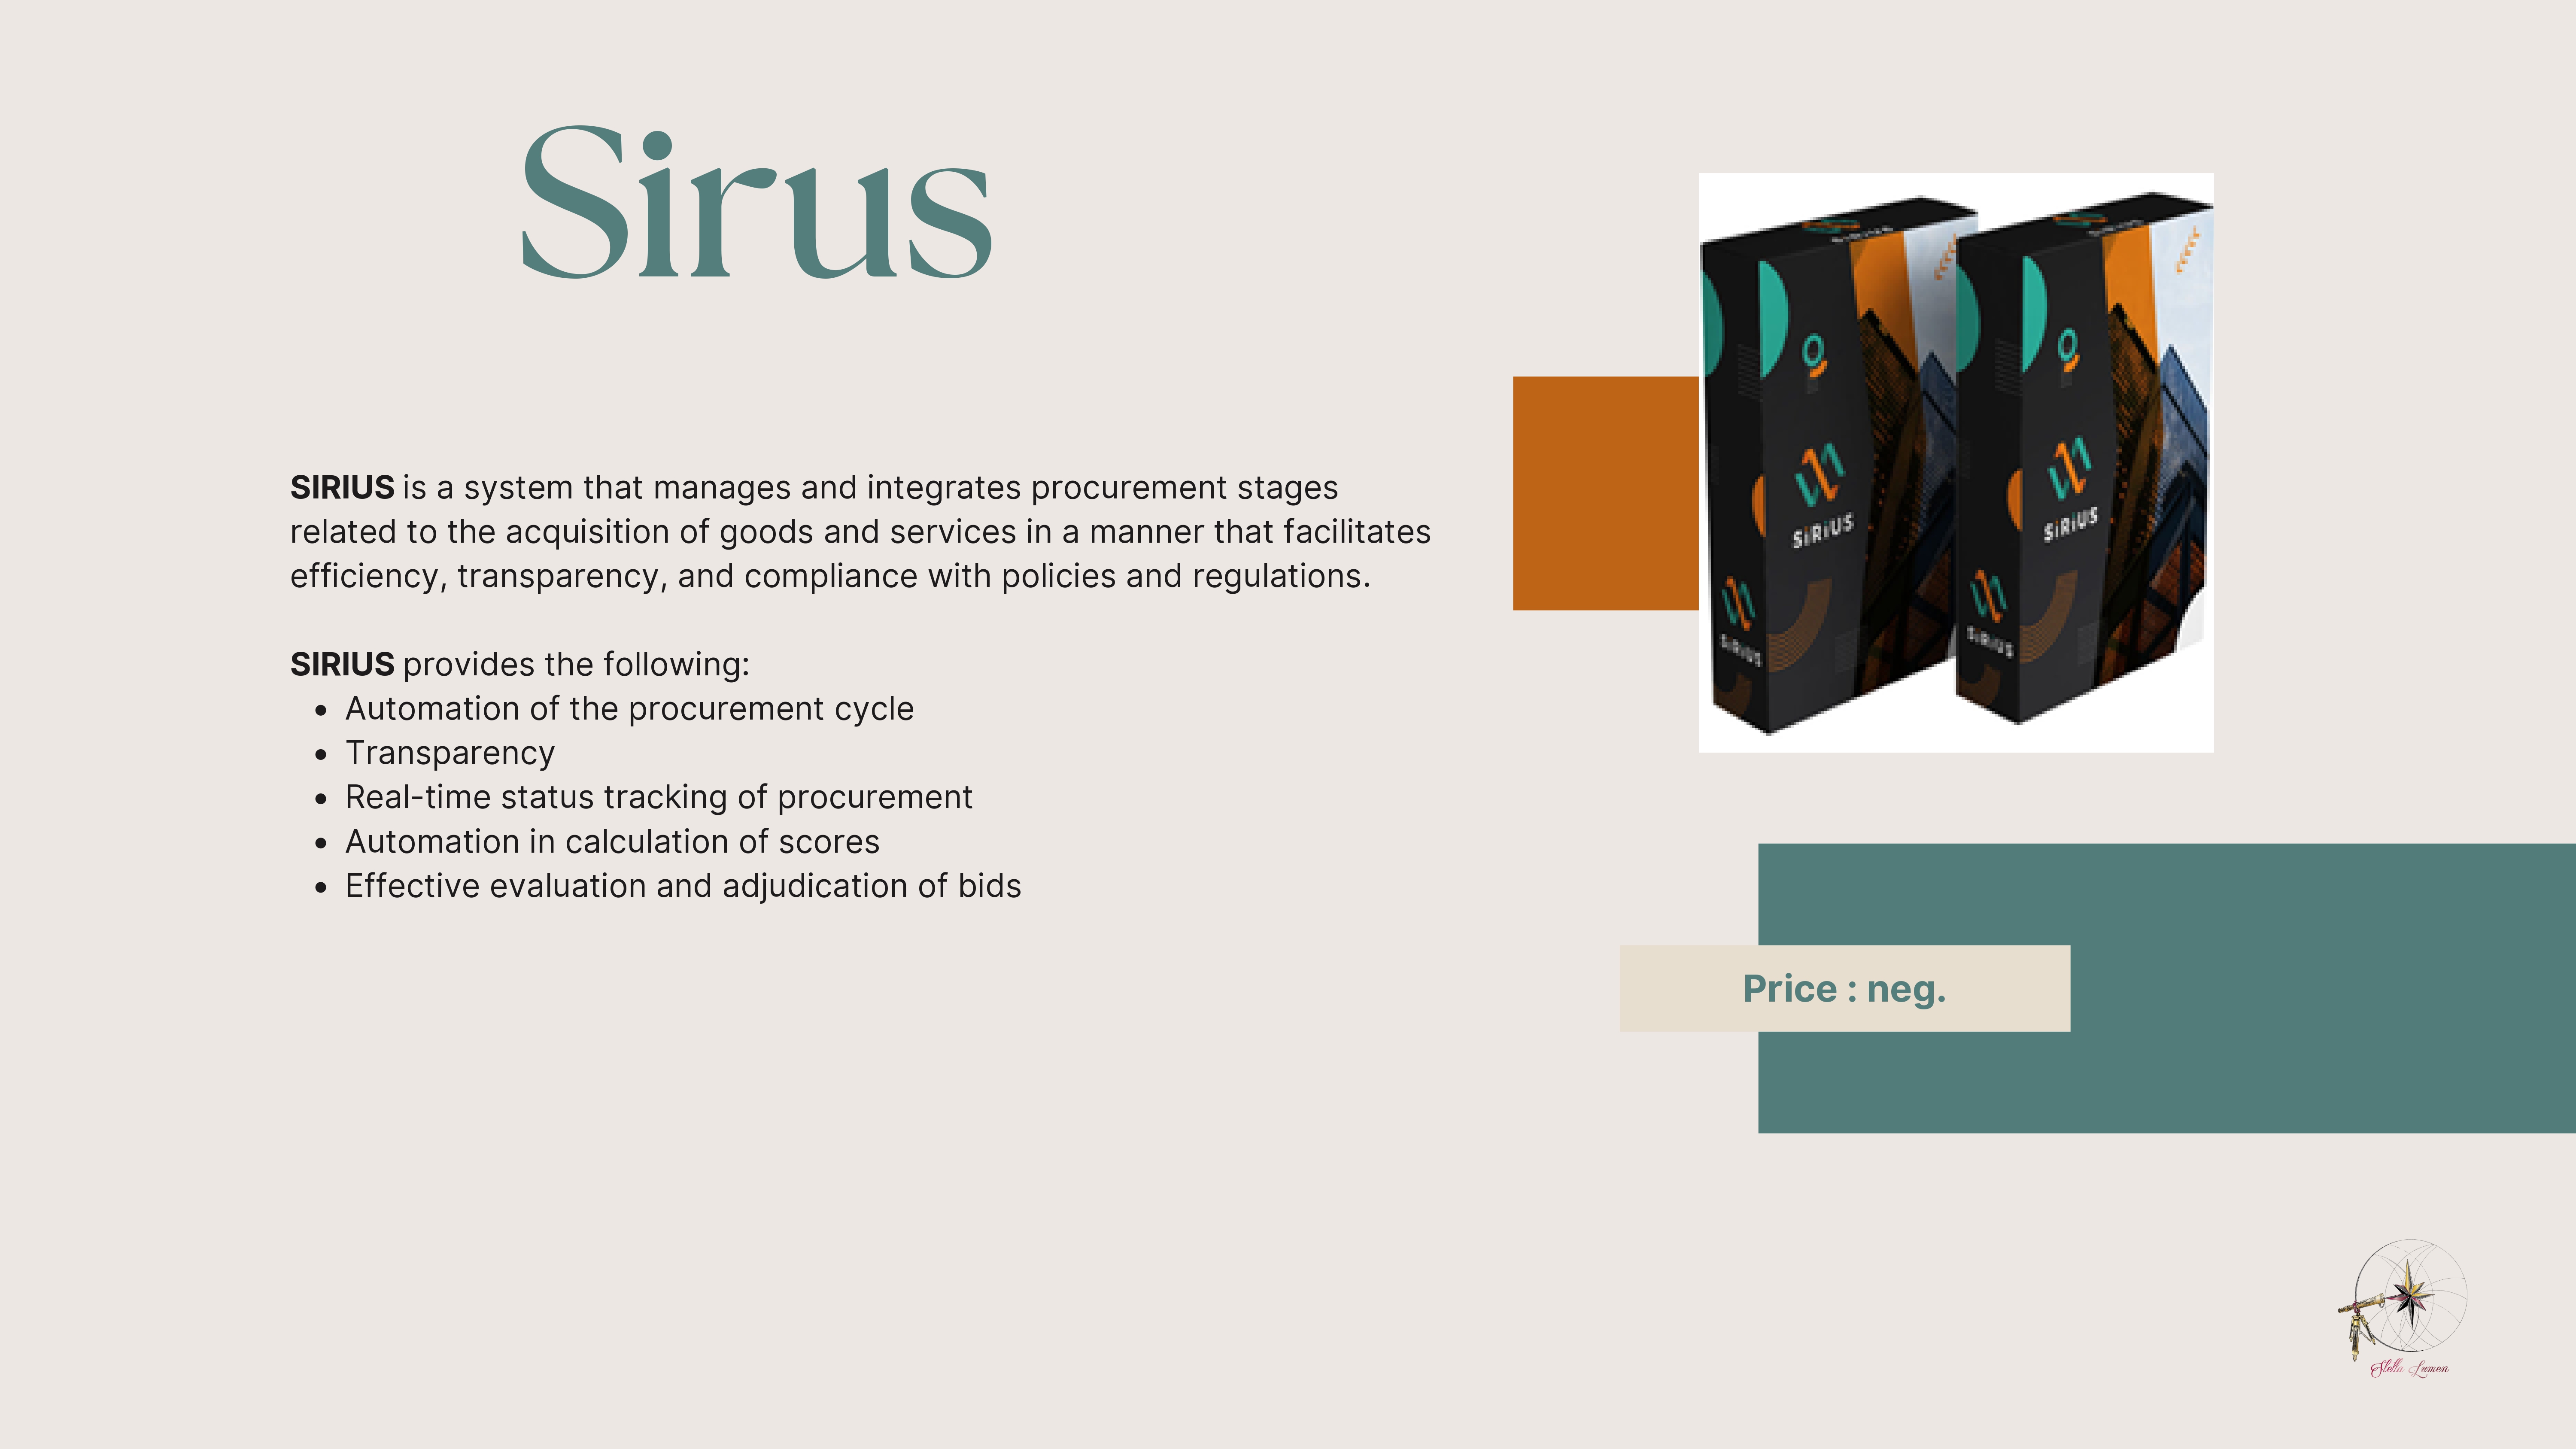 Sirus
SIRIUS is a system that manages and integrates procurement stages
related to the acquisition of goods and services in a manner that facilitates
efficiency, transparency, and compliance with policies and regulations.
SIRIUS provides the following:
• Automation of the procurement cycle
• Transparency
• Real-time status tracking of procurement
• Automation in calculation of scores
• Effective evaluation and adjudication of bids
SiRiUS
SiRiUS
SiRiUS
SiRiUS
Price : neg.
Stella Lumen